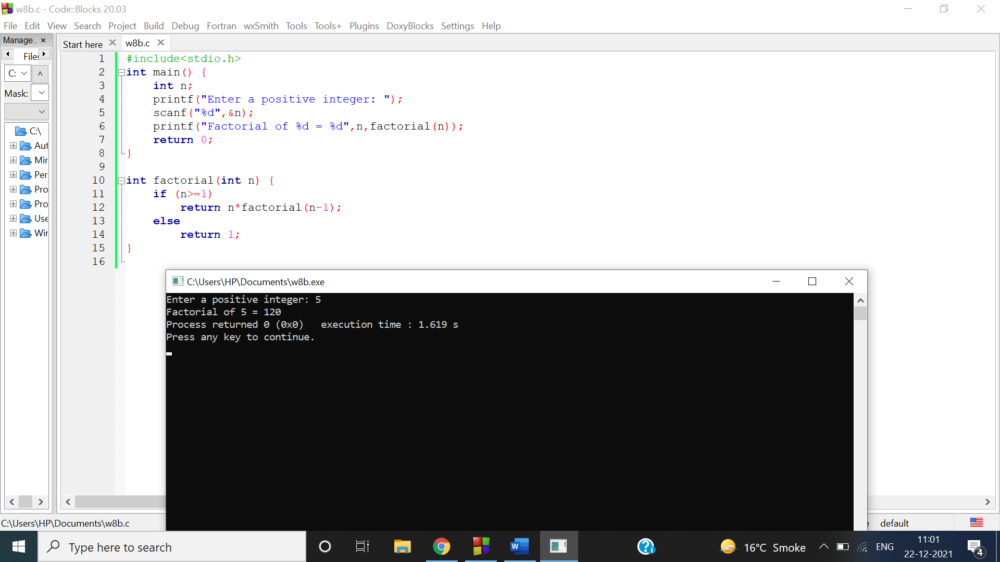 w8b.c - Code::Blocks 20.03
File Edit View Search Project Build Debug Fortran wxSmith Tools Tools+ Plugins DoxyBlocks Settings Help
Manage..
Start here
w8b.c
Files
C:
Mask:
C:\
Aut
Mir
Per
Pro
Pro
Use
Wir
1 #include<stdio.h>
2 int main() {
3     int n;
4     printf("Enter a positive integer: ");
5     scanf("%d",&n);
6     printf("Factorial of %d = %d",n,factorial(n));
7     return 0;
8 }
9
10 int factorial(int n) {
11     if (n>=1)
12         return n*factorial(n-1);
13     else
14         return 1;
15 }
16
C:\Users\HP\Documents\w8b.exe
Enter a positive integer: 5
Factorial of 5 = 120
Process returned 0 (0x0)   execution time : 1.619 s
Press any key to continue.
C:\Users\HP\Documents\w8b.c
default
Type here to search
16°C Smoke
ENG
11:01
22-12-2021
4